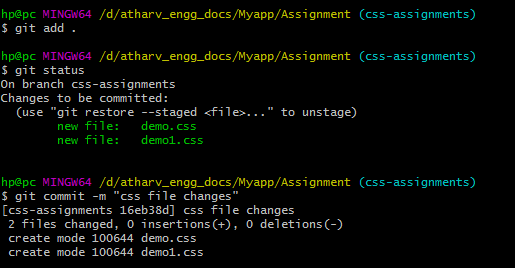 hp@pc MINGW64 /d/atharv_engg_docs/Myapp/Assignment (css-assignments)
$ git add .
hp@pc MINGW64 /d/atharv_engg_docs/Myapp/Assignment (css-assignments)
$ git status
On branch css-assignments
Changes to be committed:
  (use "git restore --staged <file>..." to unstage)
        new file:   demo.css
        new file:   demo1.css
hp@pc MINGW64 /d/atharv_engg_docs/Myapp/Assignment (css-assignments)
$ git commit -m "css file changes"
[css-assignments 16eb38d] css file changes
 2 files changed, 0 insertions(+), 0 deletions(-)
 create mode 100644 demo.css
 create mode 100644 demo1.css